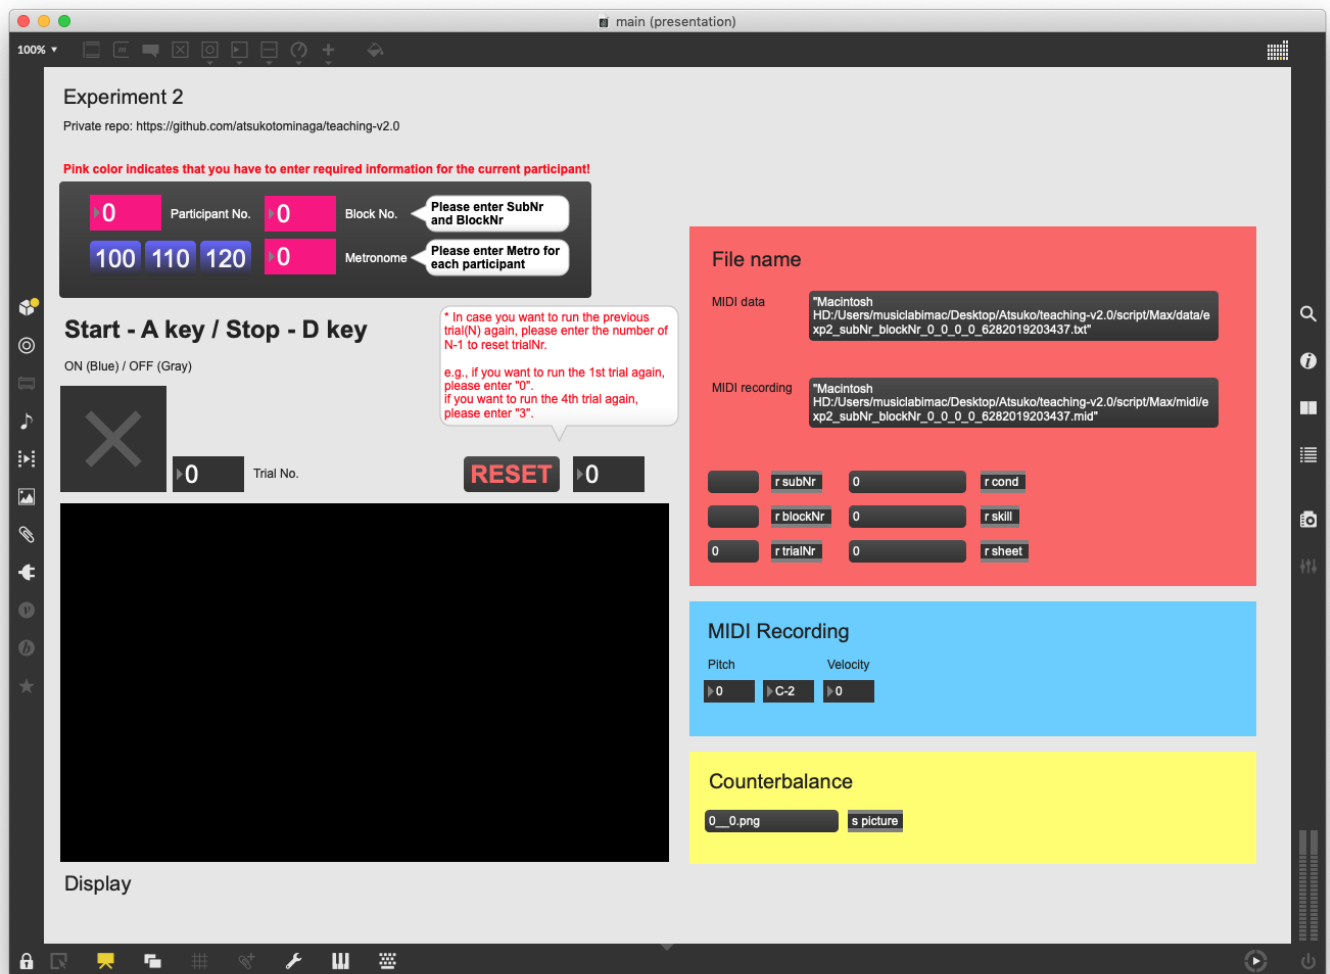 main (presentation)
100%
Experiment 2
Private repo: https://github.com/atsukotominaga/teaching-v2.0
Pink color indicates that you have to enter required information for the current participant!
0
Participant No.
0
Block No.
Please enter SubNr
and BlockNr
100
110
120
0
Metronome
Please enter Metro for
each participant
Start - A key / Stop - D key
ON (Blue) / OFF (Gray)
* In case you want to run the previous
trial(N) again, please enter the number of
N-1 to reset trialNr.
e.g., if you want to run the 1st trial again,
please enter "0".
if you want to run the 4th trial again,
please enter "3".
0
Trial No.
RESET
0
Display
File name
MIDI data
"Macintosh
HD:/Users/musiclabimac/Desktop/Atsuko/teaching-v2.0/script/Max/data/e
xp2_subNr_blockNr_0_0_0_0_6282019203437.txt"
MIDI recording
"Macintosh
HD:/Users/musiclabimac/Desktop/Atsuko/teaching-v2.0/script/Max/midi/e
xp2_subNr_blockNr_0_0_0_0_6282019203437.mid"
r subNr
0
r cond
r blockNr
0
r skill
0
r trialNr
0
r sheet
MIDI Recording
Pitch
Velocity
0
C-2
0
Counterbalance
0__0.png
s picture